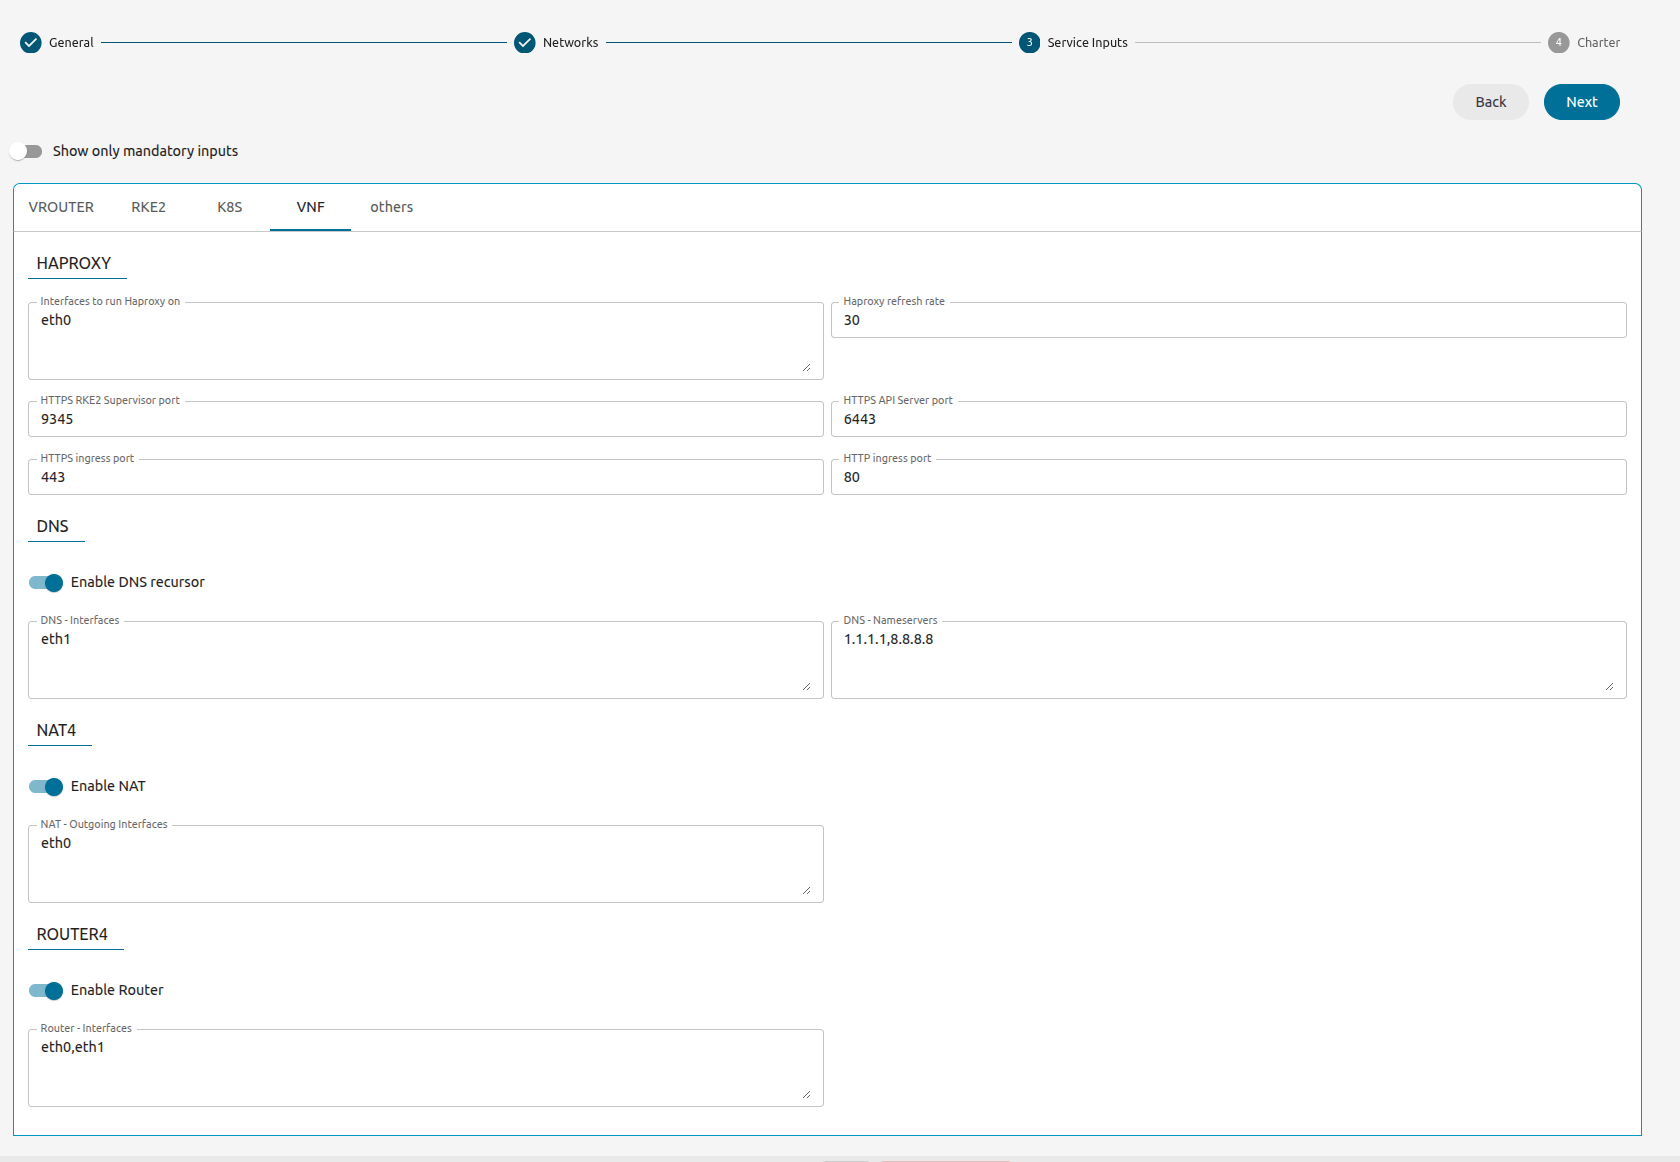 General
Networks
3 Service Inputs
4 Charter
Back
Next
Show only mandatory inputs
VROUTER RKE2 K8S VNF others
HAPROXY
Interfaces to run Haproxy on
eth0
Haproxy refresh rate
30
HTTPS RKE2 Supervisor port
9345
HTTPS API Server port
6443
HTTPS ingress port
443
HTTP ingress port
80
DNS
Enable DNS recursor
DNS - Interfaces
eth1
DNS - Nameservers
1.1.1.1,8.8.8.8
NAT4
Enable NAT
NAT - Outgoing Interfaces
eth0
ROUTER4
Enable Router
Router - Interfaces
eth0,eth1